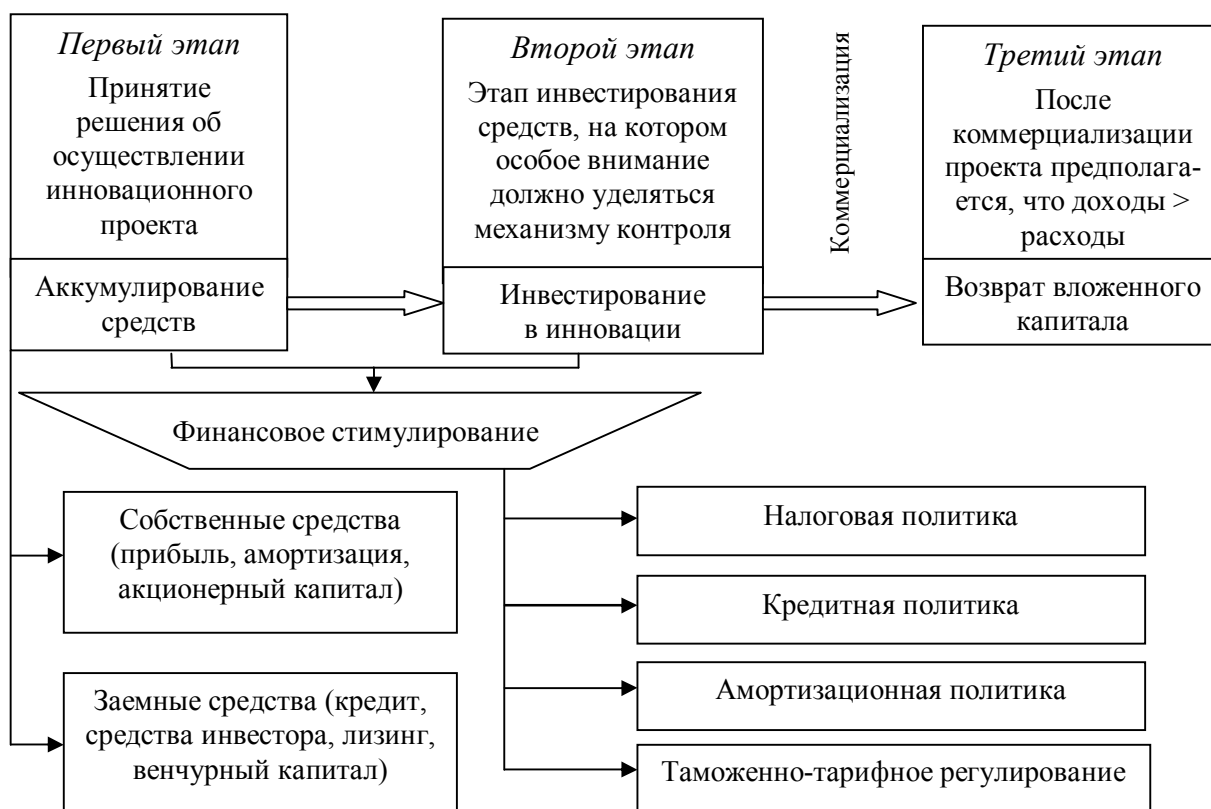 Первый этап
Принятие
решения об
осуществлении
инновационного
проекта
Аккумулирование
средств
Второй этап
Этап инвестирования
средств, на котором
особое внимание
должно уделяться
механизму контроля
Инвестирование
в инновации
Коммерциализация
Третий этап
После
коммерциализации
проекта предполага-
ется, что доходы >
расходы
Возврат вложенного
капитала
Финансовое стимулирование
Собственные средства
(прибыль, амортизация,
акционерный капитал)
Заемные средства (кредит,
средства инвестора, лизинг,
венчурный капитал)
Налоговая политика
Кредитная политика
Амортизационная политика
Таможенно-тарифное регулирование